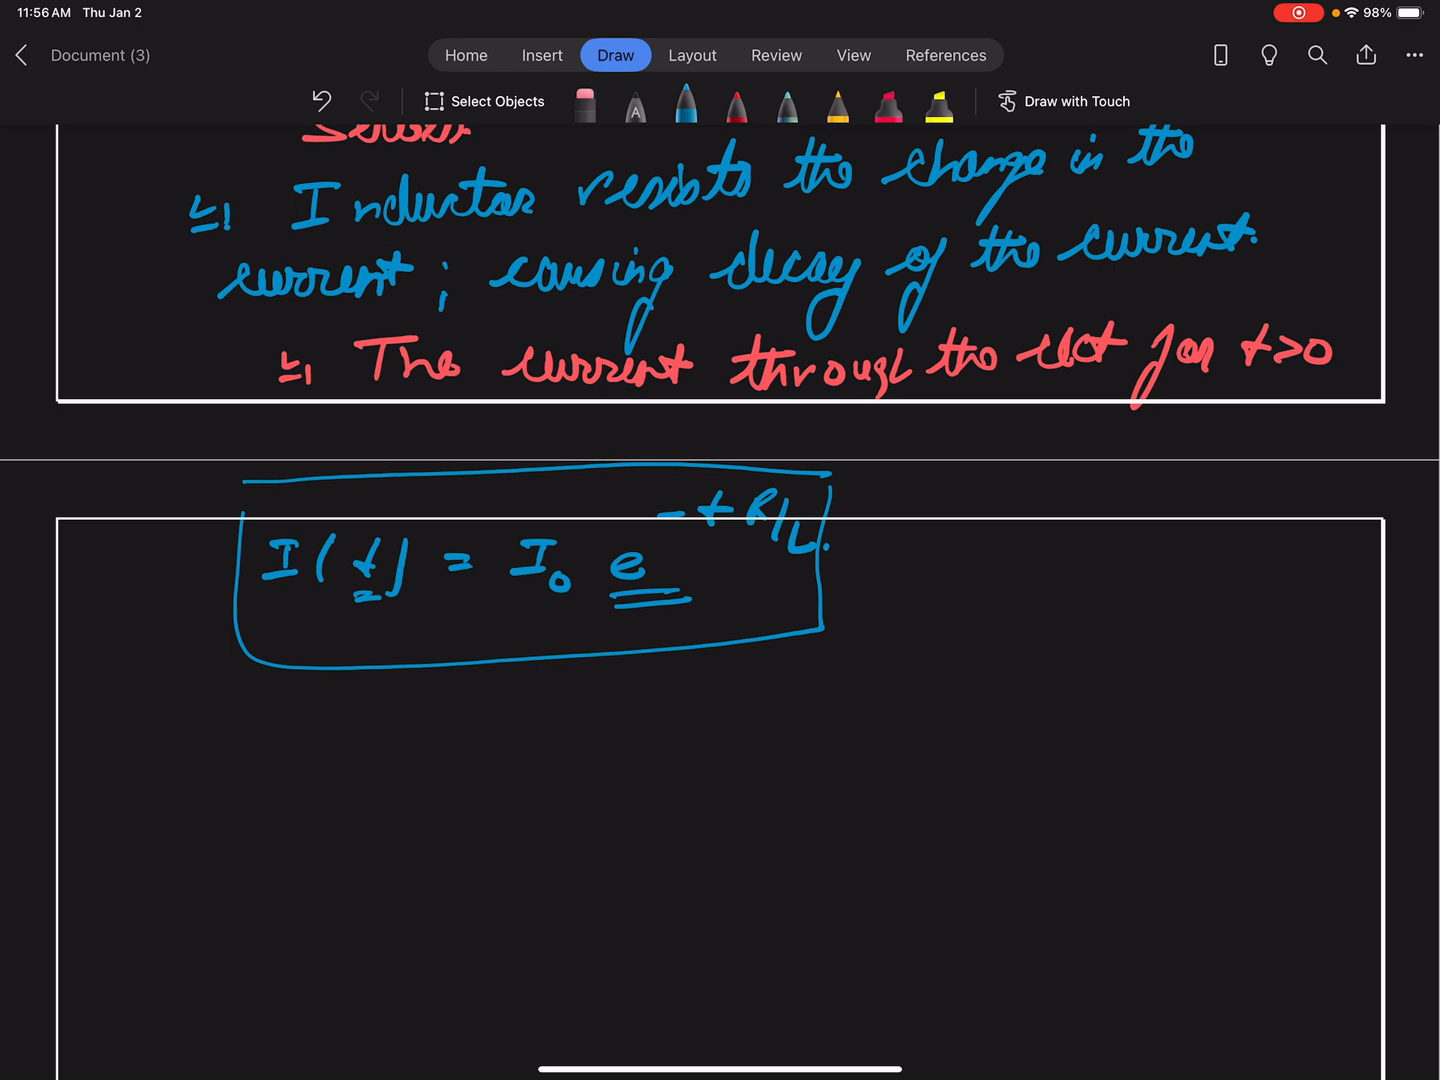 11:56 AM Thu Jan 2
98%
Document (3)
Home Insert Draw Layout Review View References
Select Objects
A
Draw with Touch
Series
Inductor resists the change in the
current ; causing decay of the current.
The current through the ckt for t>0
I(t) = I₀ e^(-tR/L).